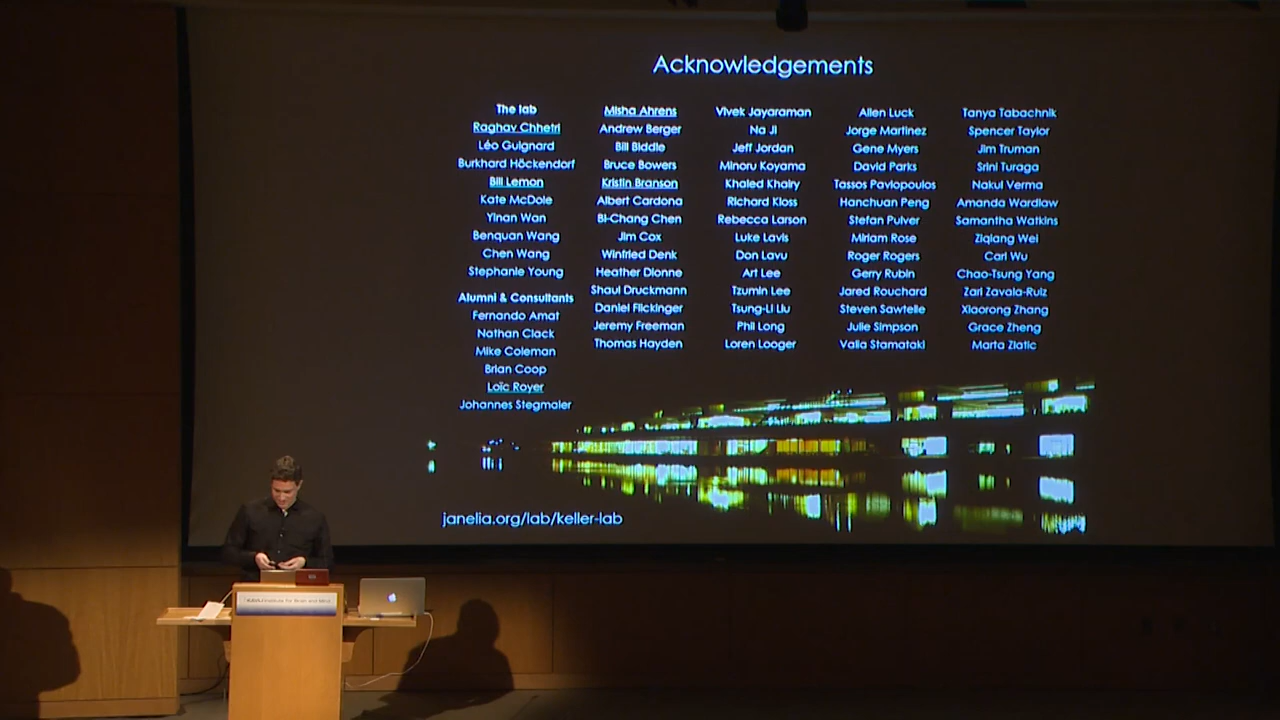 Acknowledgements
The lab
Raghav Chhetri
Léo Guignard
Burkhard Höckendorf
Bill Lemon
Kate McDole
Yinan Wan
Benquan Wang
Chen Wang
Stephanie Young
Alumni & Consultants
Fernando Amat
Nathan Clack
Mike Coleman
Brian Coop
Loïc Royer
Johannes Stegmaier
Misha Ahrens
Andrew Berger
Bill Biddle
Bruce Bowers
Kristin Branson
Albert Cardona
Bi-Chang Chen
Jim Cox
Winfried Denk
Heather Dionne
Shaul Druckmann
Daniel Flickinger
Jeremy Freeman
Thomas Hayden
Vivek Jayaraman
Na Ji
Jeff Jordan
Minoru Koyama
Khaled Khairy
Richard Kloss
Rebecca Larson
Luke Lavis
Don Lavu
Art Lee
Tzumin Lee
Tsung-Li Liu
Phil Long
Loren Looger
Allen Luck
Jorge Martinez
Gene Myers
David Parks
Tassos Pavlopoulos
Hanchuan Peng
Stefan Pulver
Miriam Rose
Roger Rogers
Gerry Rubin
Jared Rouchard
Steven Sawtelle
Julie Simpson
Valia Stamataki
Tanya Tabachnik
Spencer Taylor
Jim Truman
Srini Turaga
Nakul Verma
Amanda Wardlaw
Samantha Watkins
Ziqiang Wei
Carl Wu
Chao-Tsung Yang
Zari Zavala-Ruiz
Xiaorong Zhang
Grace Zheng
Marta Zlatic
janelia.org/lab/keller-lab
Institute for Brain and Mind